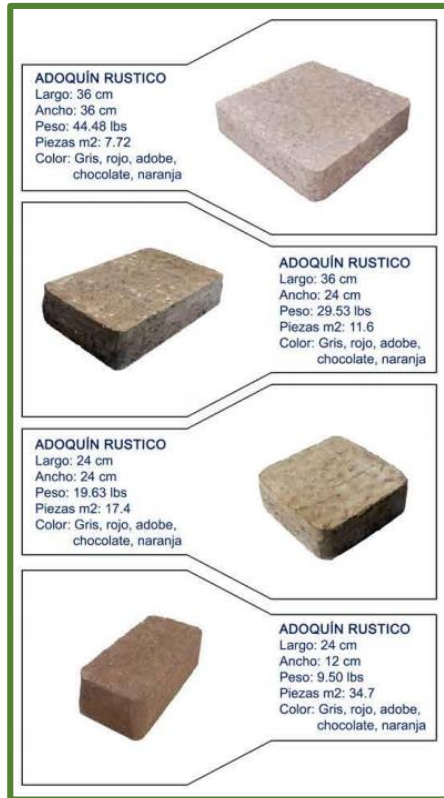 ADOQUÍN RUSTICO
Largo: 36 cm
Ancho: 36 cm
Peso: 44.48 lbs
Piezas m2: 7.72
Color: Gris, rojo, adobe,
chocolate, naranja
ADOQUÍN RUSTICO
Largo: 36 cm
Ancho: 24 cm
Peso: 29.53 lbs
Piezas m2: 11.6
Color: Gris, rojo, adobe,
chocolate, naranja
ADOQUÍN RUSTICO
Largo: 24 cm
Ancho: 24 cm
Peso: 19.63 lbs
Piezas m2: 17.4
Color: Gris, rojo, adobe,
chocolate, naranja
ADOQUÍN RUSTICO
Largo: 24 cm
Ancho: 12 cm
Peso: 9.50 lbs
Piezas m2: 34.7
Color: Gris, rojo, adobe,
chocolate, naranja